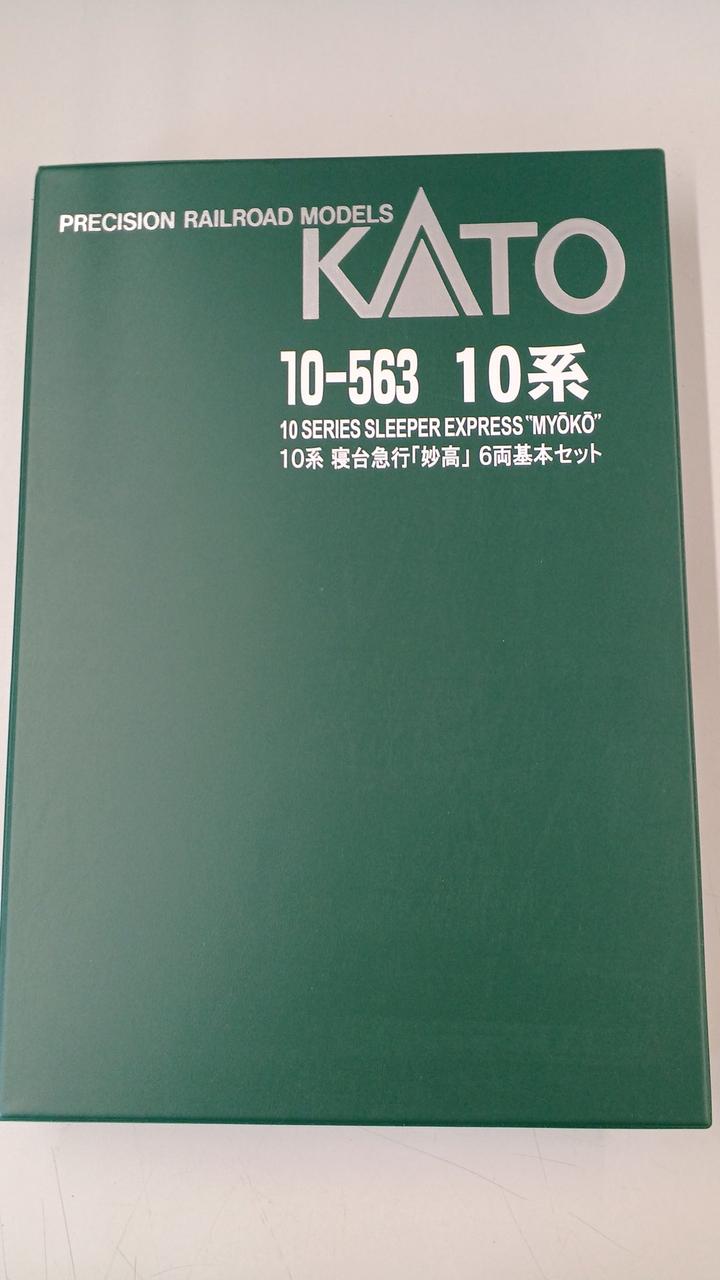 PRECISION RAILROAD MODELS
KATO
10-563 10系
10 SERIES SLEEPER EXPRESS "MYŌKŌ"
10系 寝台急行「妙高」 6両基本セット